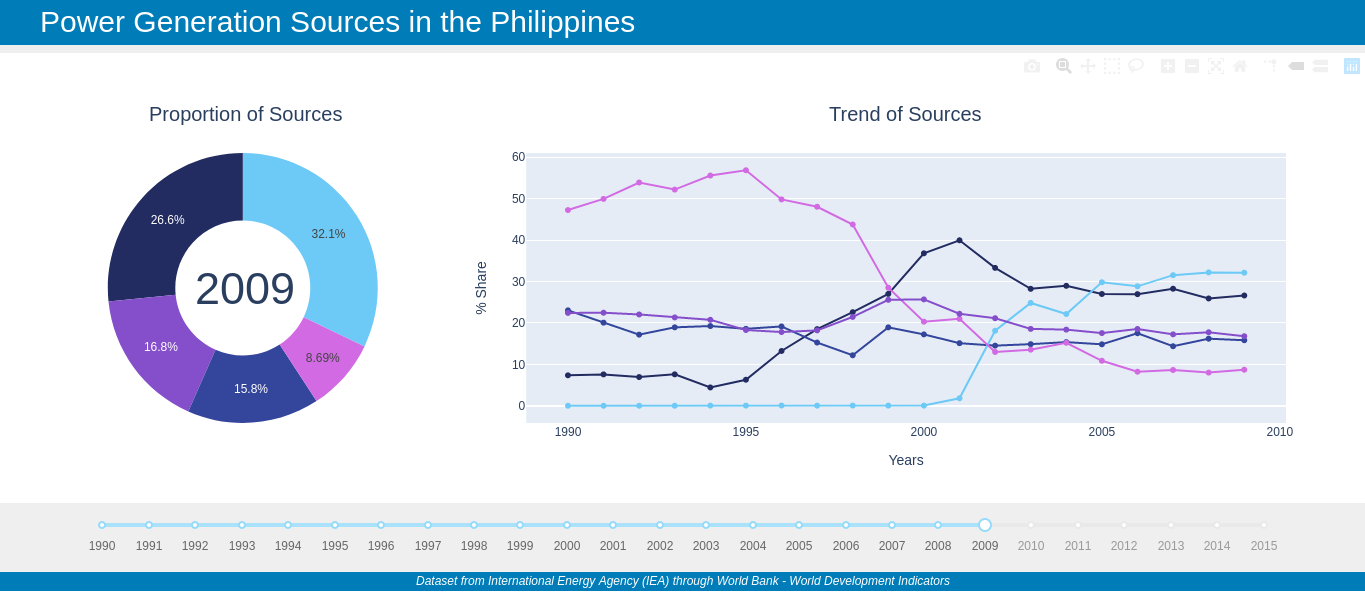 Power Generation Sources in the Philippines
Proportion of Sources
26.6%
32.1%
2009
16.8%
8.69%
15.8%
Trend of Sources
60
50
40
30
20
10
0
% Share
1990 1995 2000 2005 2010
Years
1990 1991 1992 1993 1994 1995 1996 1997 1998 1999 2000 2001 2002 2003 2004 2005 2006 2007 2008 2009 2010 2011 2012 2013 2014 2015
Dataset from International Energy Agency (IEA) through World Bank - World Development Indicators